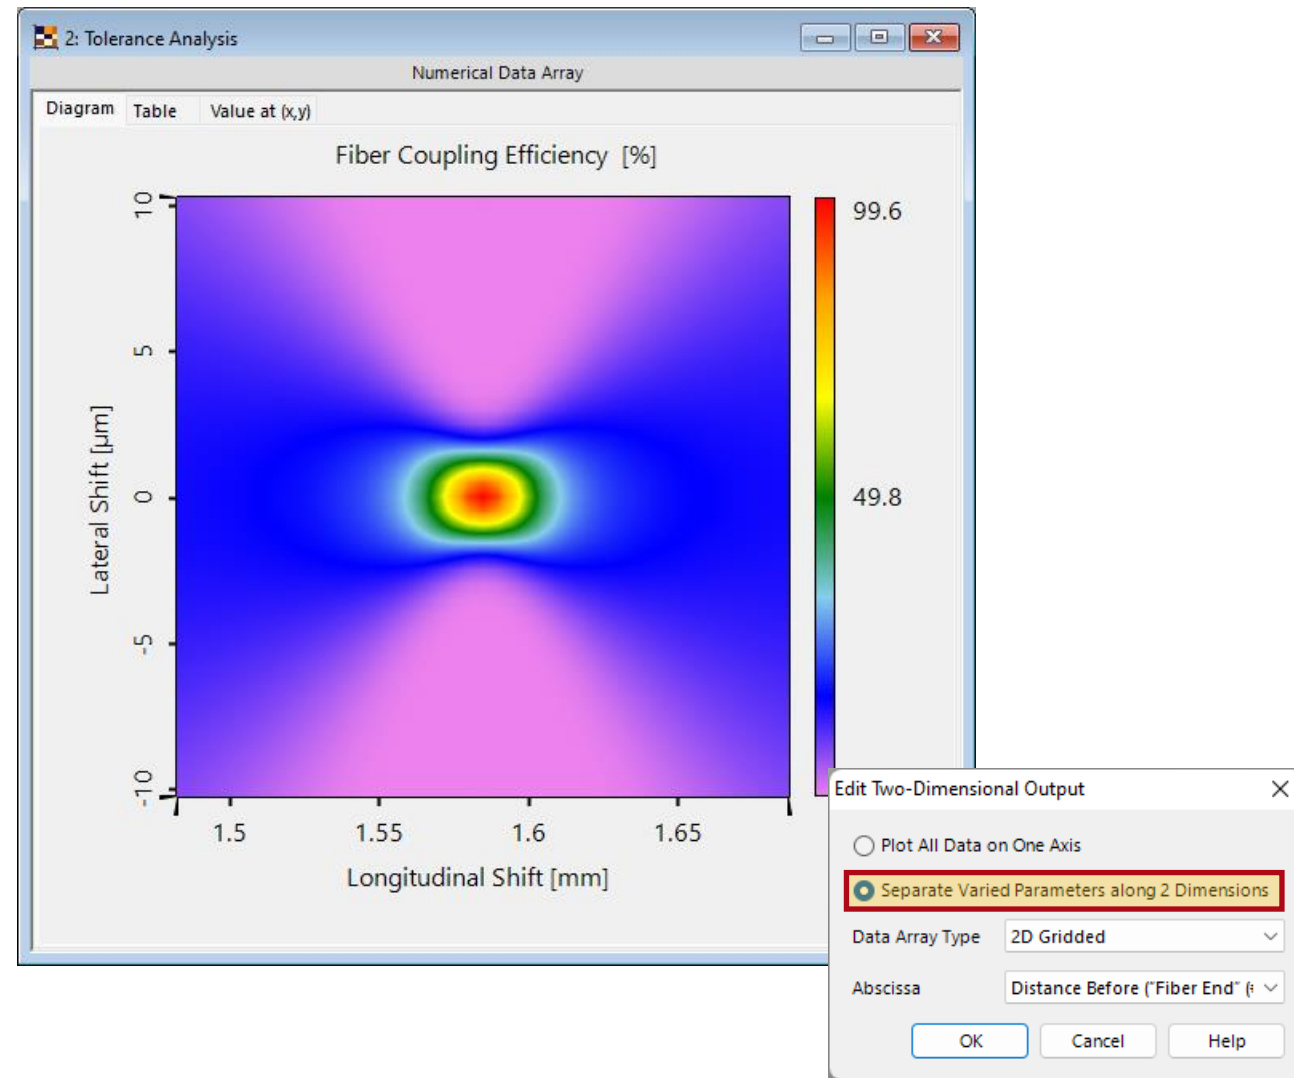 2: Tolerance Analysis
Numerical Data Array
Diagram Table Value at (x,y)
Fiber Coupling Efficiency [%]
10
5
0
-5
-10
Lateral Shift [µm]
1.5 1.55 1.6 1.65
Longitudinal Shift [mm]
99.6
49.8
Edit Two-Dimensional Output
Plot All Data on One Axis
Separate Varied Parameters along 2 Dimensions
Data Array Type 2D Gridded
Abscissa Distance Before ("Fiber End" (
OK Cancel Help